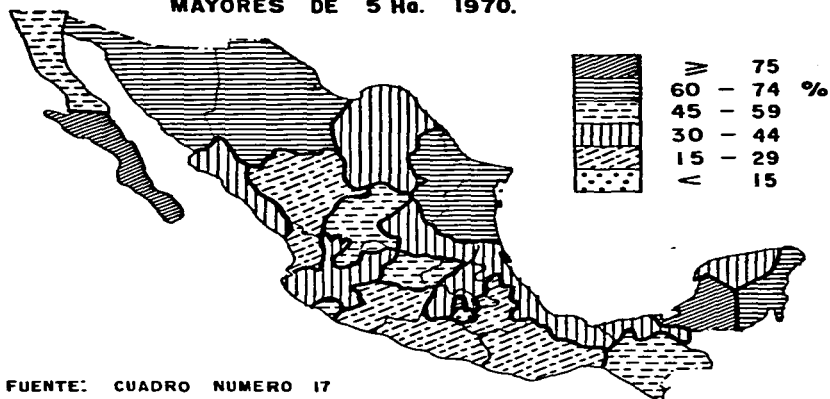 MAYORES DE 5 Ha. 1970.
≥ 75
60 - 74 %
45 - 59
30 - 44
15 - 29
< 15
FUENTE: CUADRO NUMERO 17